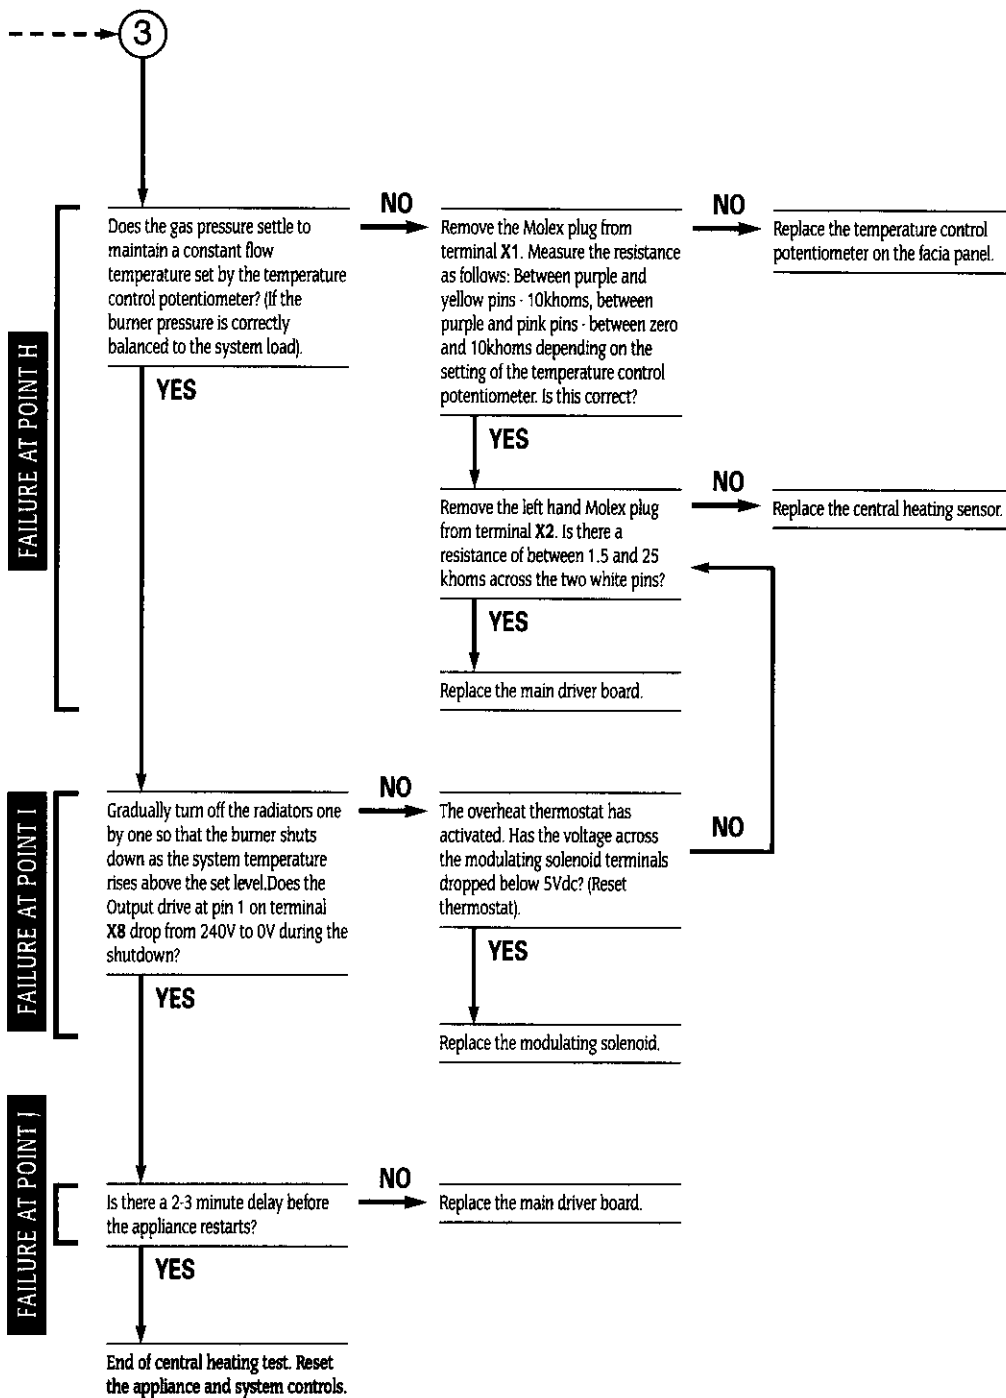 3
FAILURE AT POINT H
Does the gas pressure settle to
maintain a constant flow
temperature set by the temperature
control potentiometer? (If the
burner pressure is correctly
balanced to the system load).
NO
Remove the Molex plug from
terminal X1. Measure the resistance
as follows: Between purple and
yellow pins - 10khoms, between
purple and pink pins - between zero
and 10khoms depending on the
setting of the temperature control
potentiometer. Is this correct?
NO
Replace the temperature control
potentiometer on the facia panel.
YES
YES
Remove the left hand Molex plug
from terminal X2. Is there a
resistance of between 1.5 and 25
khoms across the two white pins?
NO
Replace the central heating sensor.
YES
Replace the main driver board.
FAILURE AT POINT I
Gradually turn off the radiators one
by one so that the burner shuts
down as the system temperature
rises above the set level.Does the
Output drive at pin 1 on terminal
X8 drop from 240V to 0V during the
shutdown?
NO
The overheat thermostat has
activated. Has the voltage across
the modulating solenoid terminals
dropped below 5Vdc? (Reset
thermostat).
NO
YES
YES
Replace the modulating solenoid.
FAILURE AT POINT J
Is there a 2-3 minute delay before
the appliance restarts?
NO
Replace the main driver board.
YES
End of central heating test. Reset
the appliance and system controls.